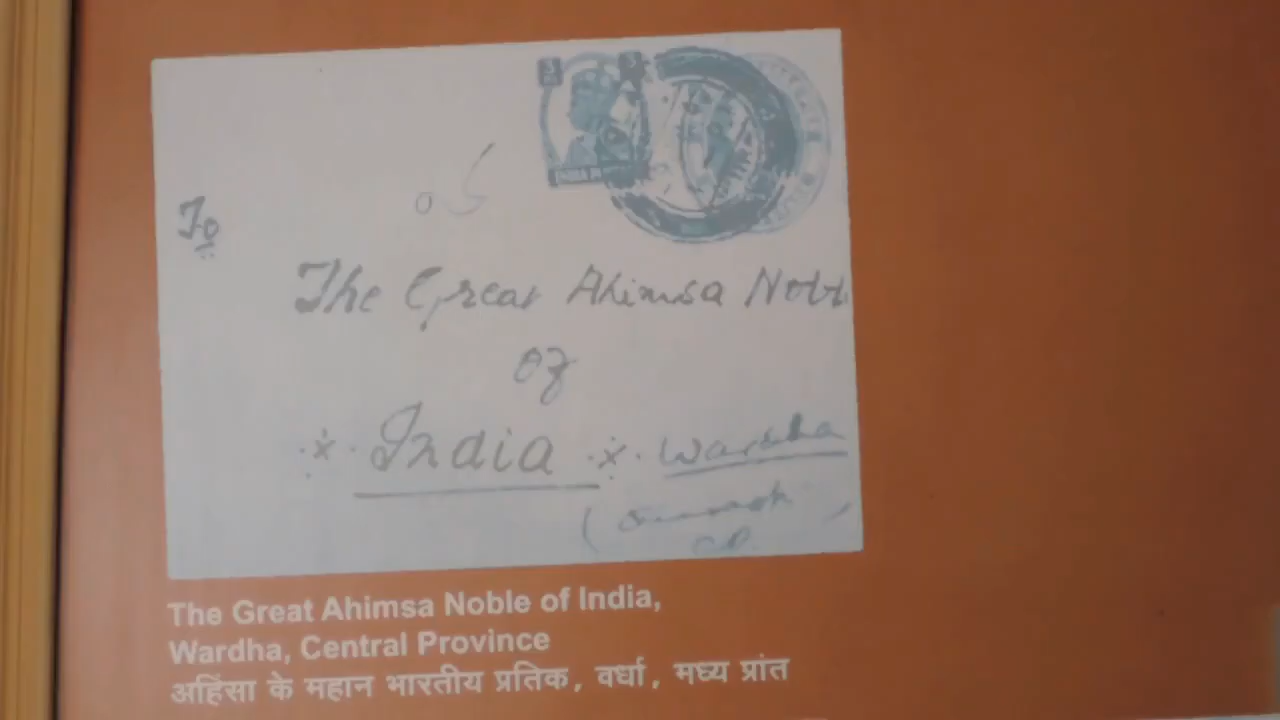 To
The Great Ahimsa Noble
Of
India
Wardha
The Great Ahimsa Noble of India,
Wardha, Central Province
अहिंसा के महान भारतीय प्रतिक, वर्धा, मध्य प्रांत